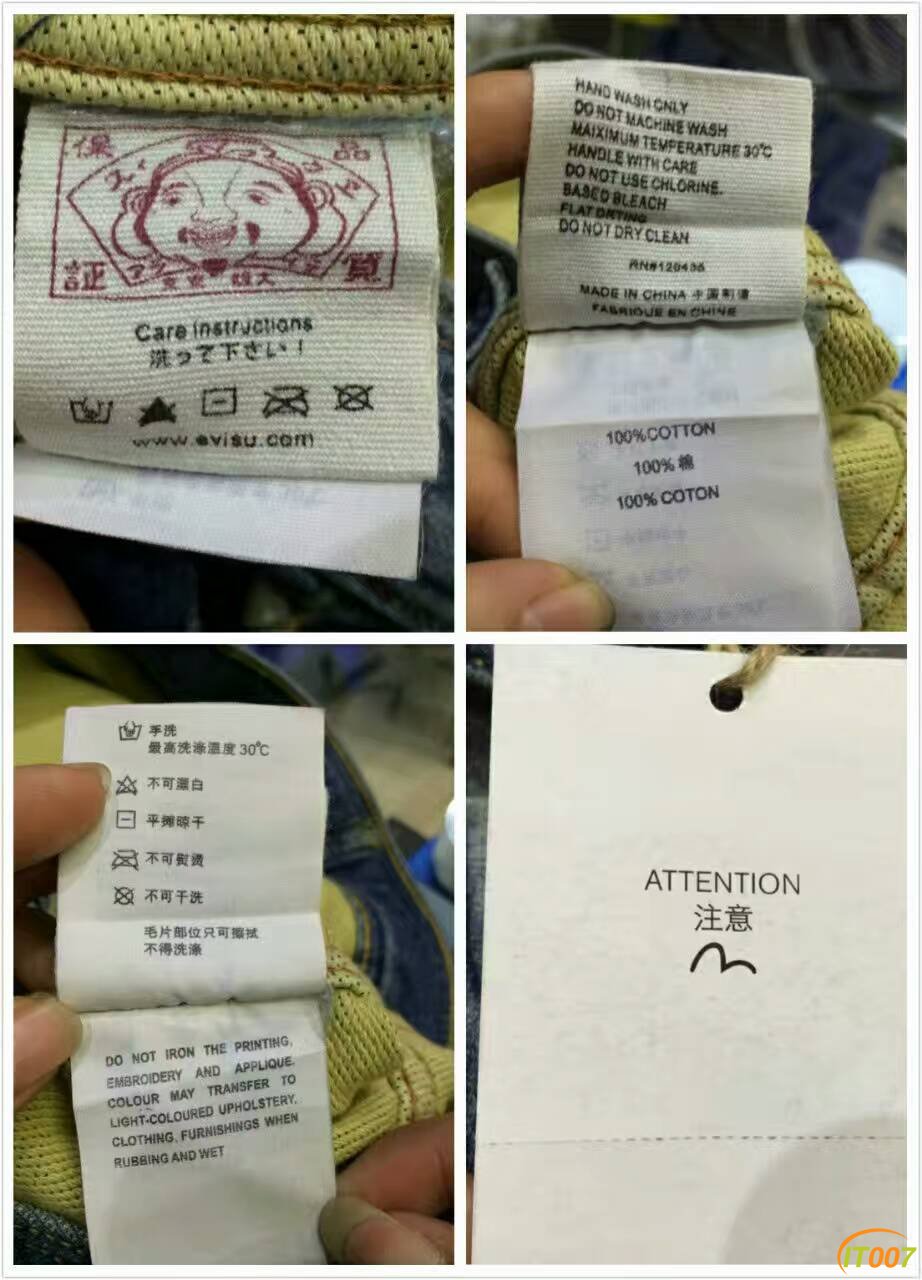 保
品
証
質
Care instructions
洗って下さい！
www.evisu.com
HAND WASH ONLY
DO NOT MACHINE WASH
MAIXIMUM TEMPERATURE 30℃
HANDLE WITH CARE
DO NOT USE CHLORINE.
BASED BLEACH
FLAT DRTING
DO NOT DRY CLEAN
RN#120435
MADE IN CHINA 中国制造
FABRIQUE EN CHINE
100%COTTON
100% 棉
100% COTON
手洗
最高洗涤温度 30℃
不可漂白
平摊晾干
不可熨烫
不可干洗
毛片部位只可擦拭
不得洗涤
DO NOT IRON THE PRINTING,
EMBROIDERY AND APPLIQUE.
COLOUR MAY TRANSFER TO
LIGHT-COLOURED UPHOLSTERY,
CLOTHING, FURNISHINGS WHEN
RUBBING AND WET
ATTENTION
注意
IT007